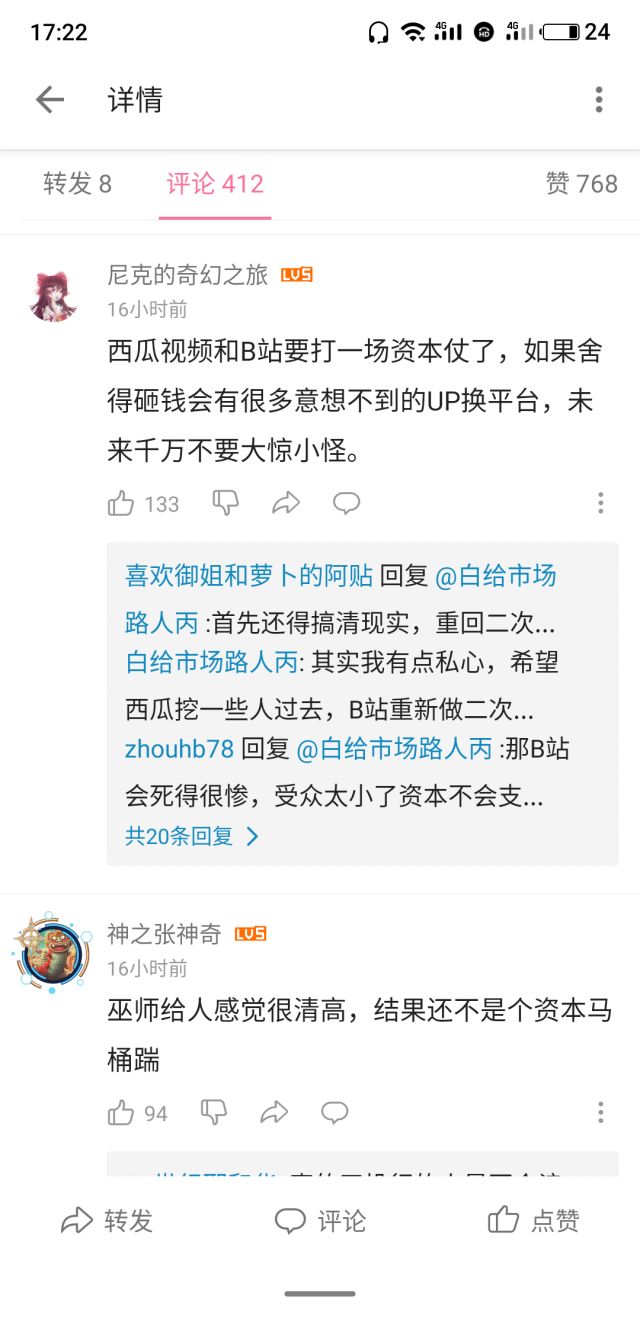 17:22
4G
HD
4G
24
详情
转发 8
评论 412
赞 768
尼克的奇幻之旅 LV5
16小时前
西瓜视频和B站要打一场资本仗了，如果舍
得砸钱会有很多意想不到的UP换平台，未
来千万不要大惊小怪。
133
喜欢御姐和萝卜的阿贴 回复 @白给市场
路人丙 :首先还得搞清现实，重回二次...
白给市场路人丙: 其实我有点私心，希望
西瓜挖一些人过去，B站重新做二次...
zhouhb78 回复 @白给市场路人丙 :那B站
会死得很惨，受众太小了资本不会支...
共20条回复
神之张神奇 LV5
16小时前
巫师给人感觉很清高，结果还不是个资本马
桶踹
94
转发
评论
点赞